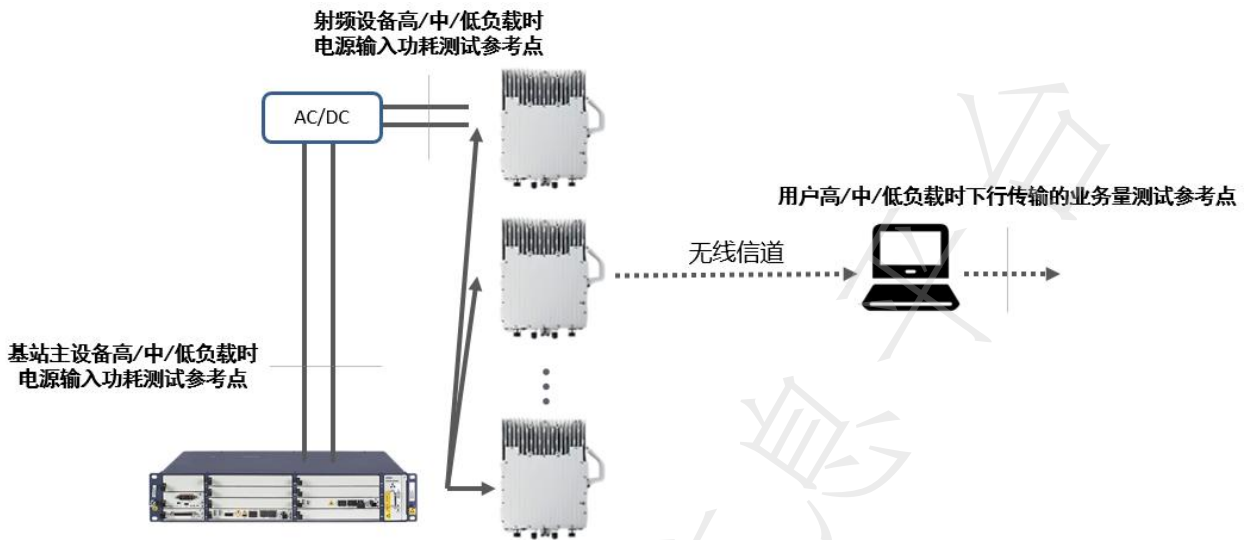 射频设备高/中/低负载时
电源输入功耗测试参考点
AC/DC
用户高/中/低负载时下行传输的业务量测试参考点
无线信道
基站主设备高/中/低负载时
电源输入功耗测试参考点